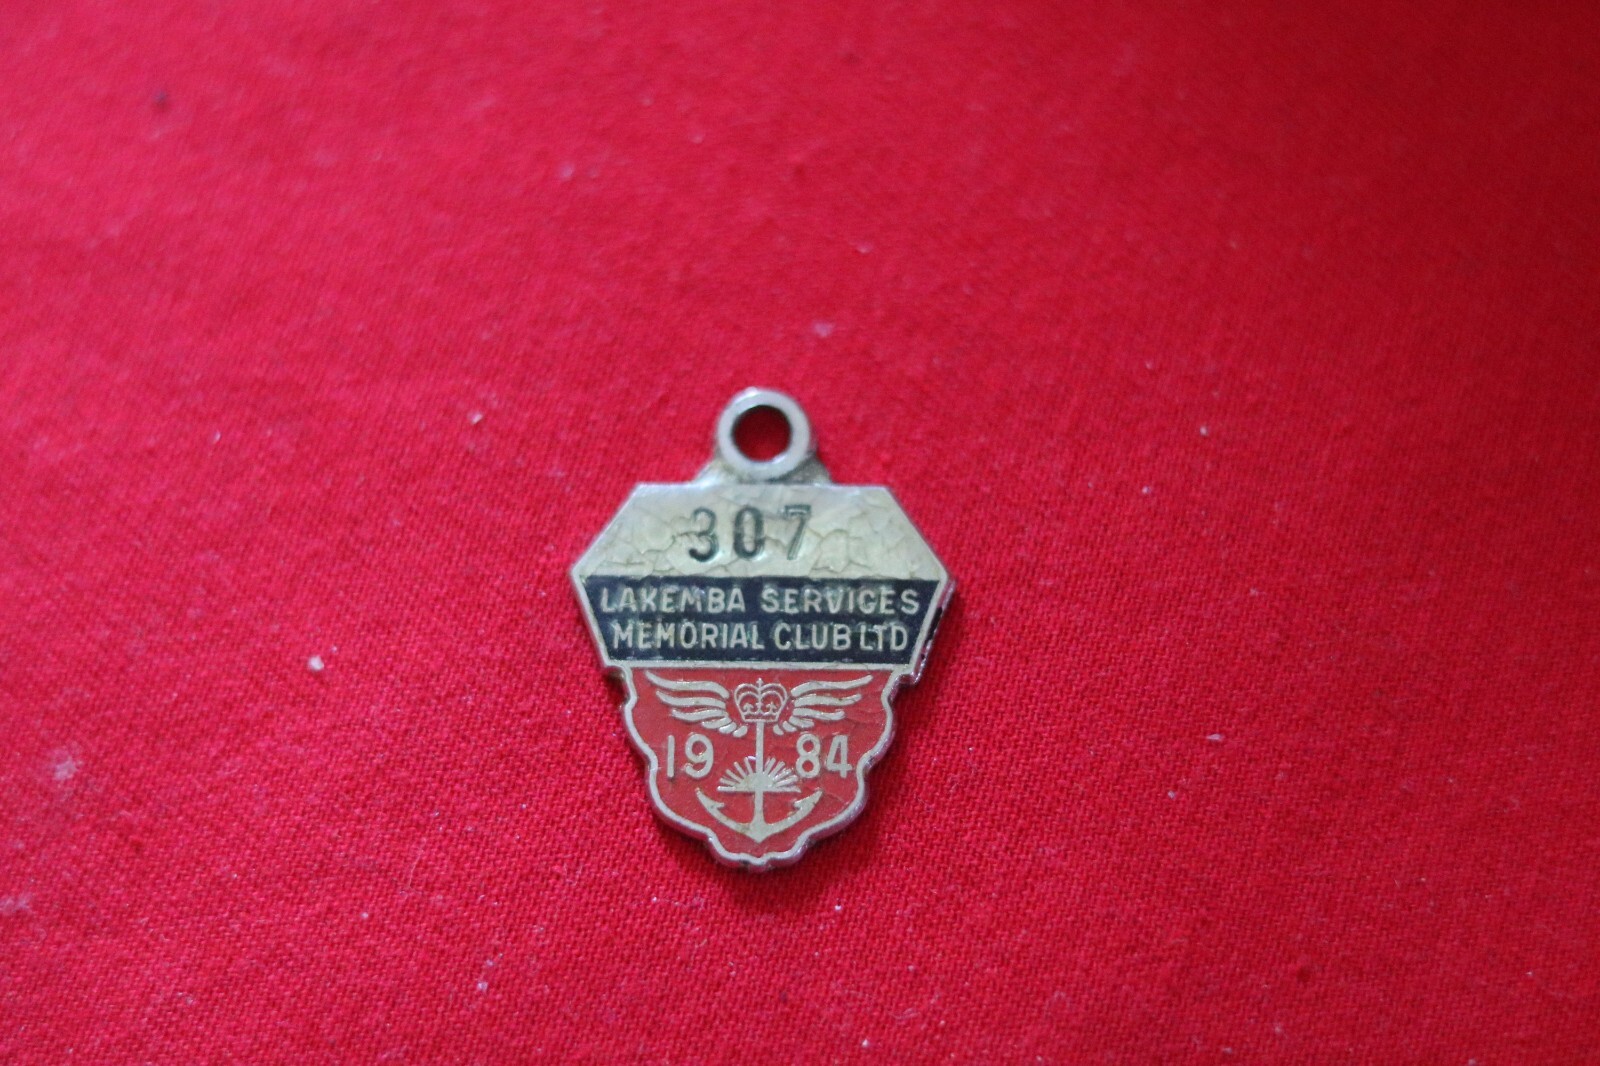 307
LAKEMBA SERVICES
MEMORIAL CLUB LTD
19 84